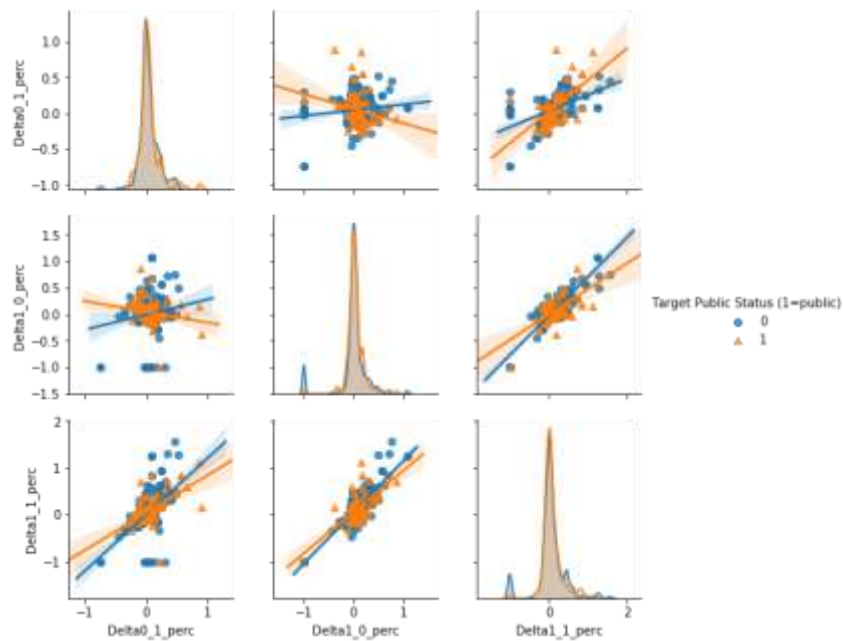 1.0
0.5
0.0
−0.5
−1.0
Delta0_1_perc
1.5
1.0
0.5
0.0
−0.5
−1.0
−1.5
Delta1_0_perc
Target Public Status (1=public)
0
1
2
1
0
−1
Delta1_1_perc
−1 0 1
Delta0_1_perc
−1 0 1
Delta1_0_perc
0 2
Delta1_1_perc